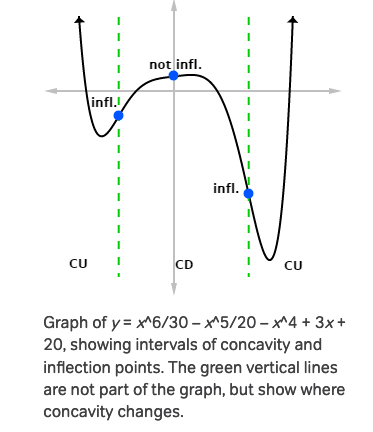 not infl.
infl.
infl.
CU CD CU
Graph of y = x^6/30 – x^5/20 – x^4 + 3x +
20, showing intervals of concavity and
inflection points. The green vertical lines
are not part of the graph, but show where
concavity changes.